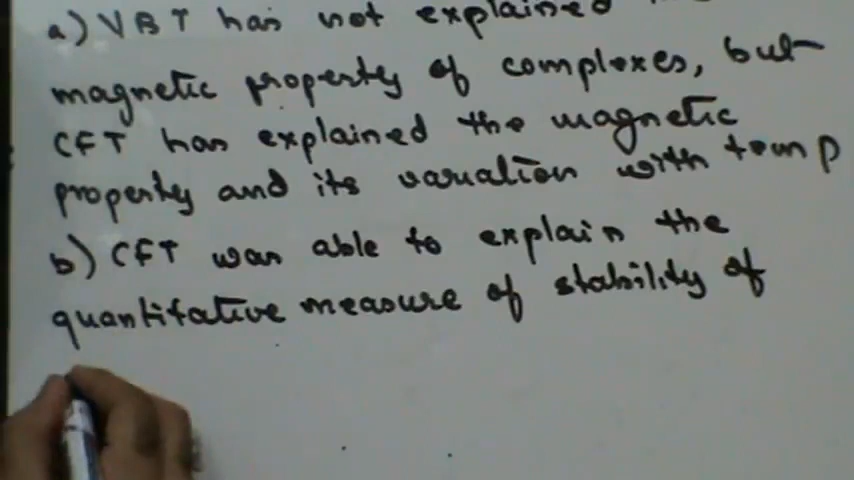 a) VBT has not explained
magnetic property of complexes, but
CFT has explained the magnetic
property and its variation with temp
b) CFT was able to explain the
quantitative measure of stability of